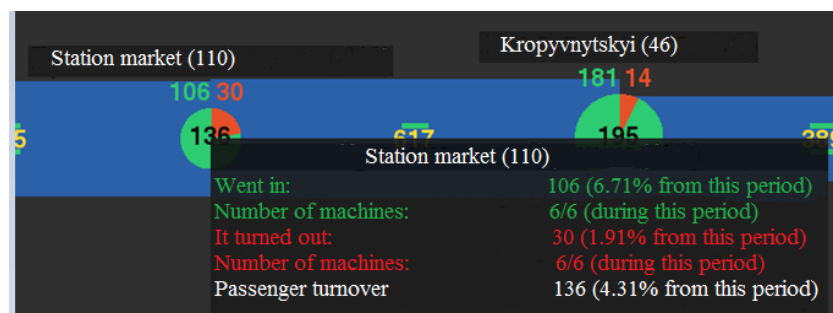 Kropyvnytskyi (46)
Station market (110)
181 14
106 30
136
617
195
Station market (110)
Went in: 106 (6.71% from this period)
Number of machines: 6/6 (during this period)
It turned out: 30 (1.91% from this period)
Number of machines: 6/6 (during this period)
Passenger turnover 136 (4.31% from this period)